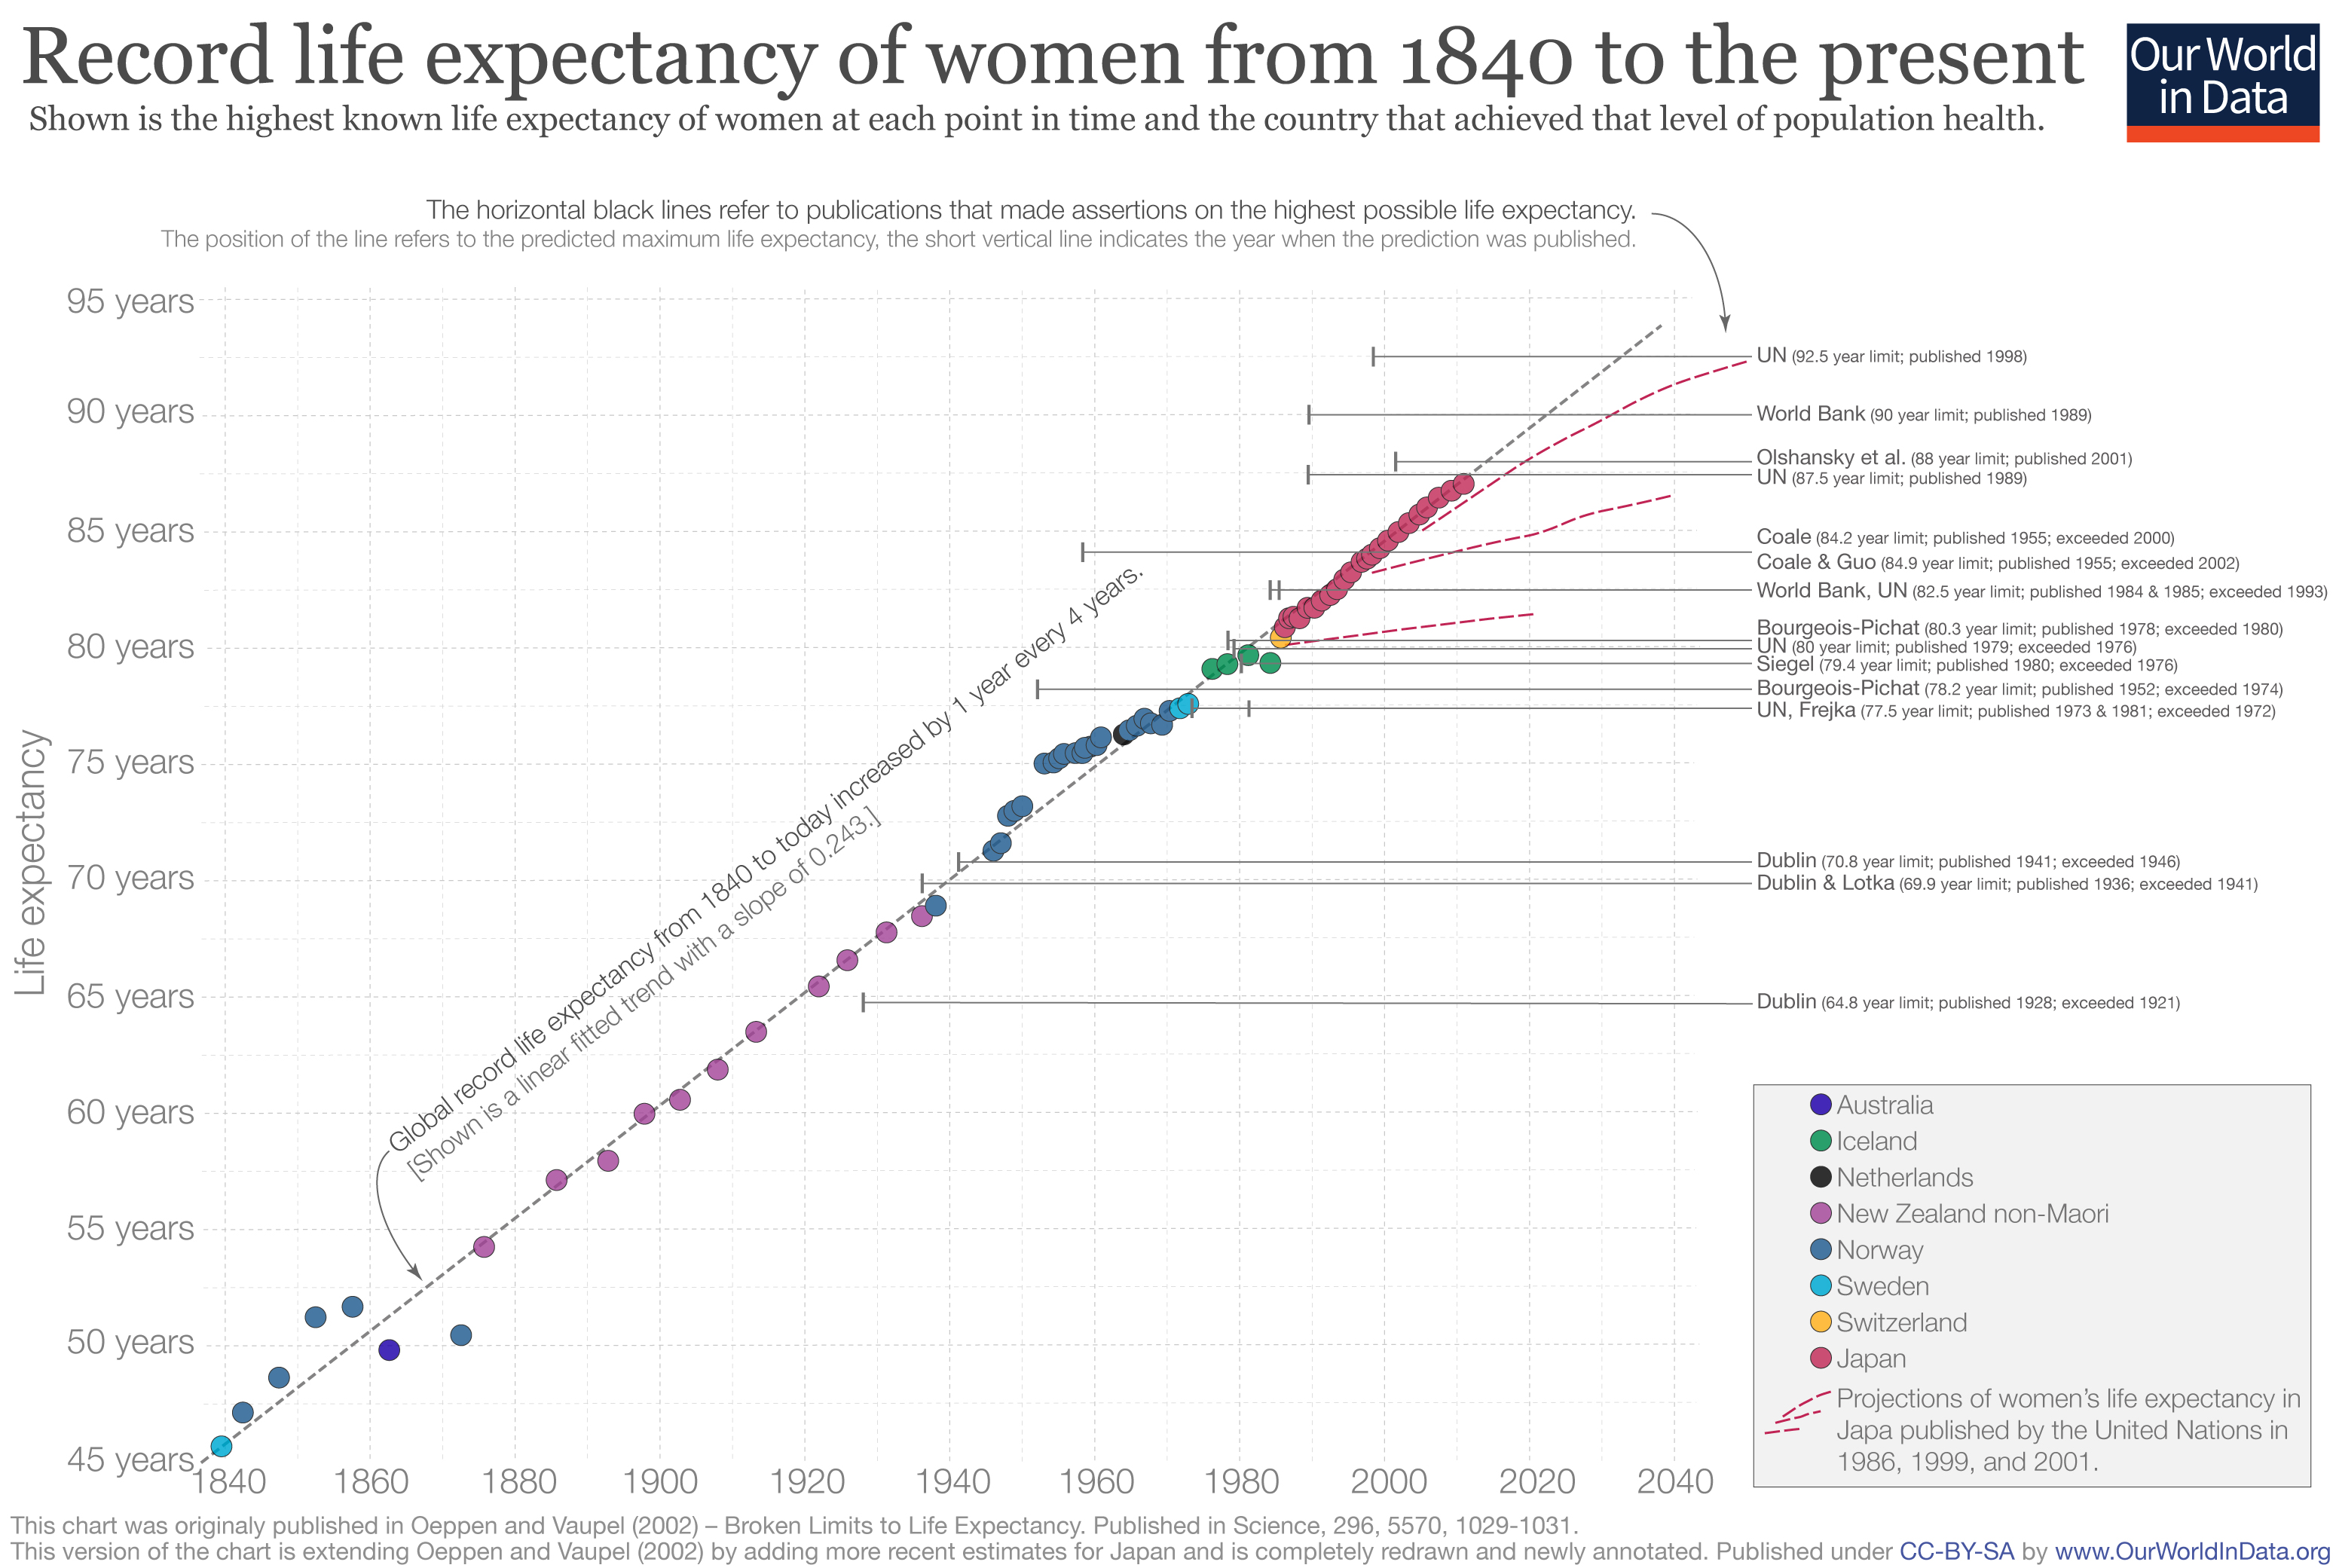 Record life expectancy of women from 1840 to the present
Shown is the highest known life expectancy of women at each point in time and the country that achieved that level of population health.
Our World
in Data
The horizontal black lines refer to publications that made assertions on the highest possible life expectancy.
The position of the line refers to the predicted maximum life expectancy, the short vertical line indicates the year when the prediction was published.
95 years
90 years
85 years
80 years
75 years
70 years
65 years
60 years
55 years
50 years
45 years
Life expectancy
Global record life expectancy from 1840 to today increased by 1 year every 4 years.
[Shown is a linear fitted trend with a slope of 0.243.]
UN (92.5 year limit; published 1998)
World Bank (90 year limit; published 1989)
Olshansky et al. (88 year limit; published 2001)
UN (87.5 year limit; published 1989)
Coale (84.2 year limit; published 1955; exceeded 2000)
Coale & Guo (84.9 year limit; published 1955; exceeded 2002)
World Bank, UN (82.5 year limit; published 1984 & 1985; exceeded 1993)
Bourgeois-Pichat (80.3 year limit; published 1978; exceeded 1980)
UN (80 year limit; published 1979; exceeded 1976)
Siegel (79.4 year limit; published 1980; exceeded 1976)
Bourgeois-Pichat (78.2 year limit; published 1952; exceeded 1974)
UN, Frejka (77.5 year limit; published 1973 & 1981; exceeded 1972)
Dublin (70.8 year limit; published 1941; exceeded 1946)
Dublin & Lotka (69.9 year limit; published 1936; exceeded 1941)
Dublin (64.8 year limit; published 1928; exceeded 1921)
Australia
Iceland
Netherlands
New Zealand non-Maori
Norway
Sweden
Switzerland
Japan
Projections of women's life expectancy in
Japa published by the United Nations in
1986, 1999, and 2001.
1840 1860 1880 1900 1920 1940 1960 1980 2000 2020 2040
This chart was originaly published in Oeppen and Vaupel (2002) – Broken Limits to Life Expectancy. Published in Science, 296, 5570, 1029-1031.
This version of the chart is extending Oeppen and Vaupel (2002) by adding more recent estimates for Japan and is completely redrawn and newly annotated. Published under CC-BY-SA by www.OurWorldInData.org